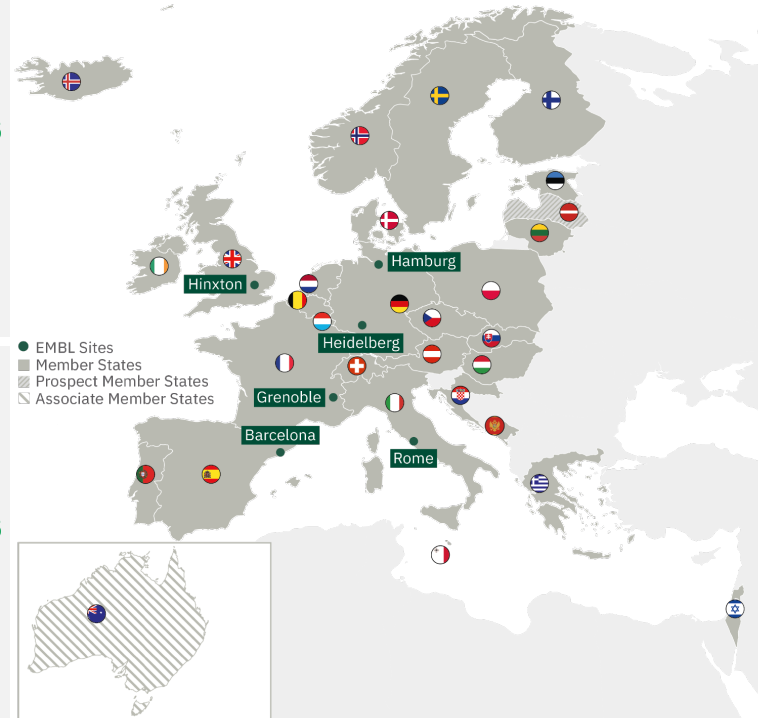 Hamburg
Hinxton
Heidelberg
EMBL Sites
Member States
Prospect Member States
Associate Member States
Grenoble
Barcelona
Rome